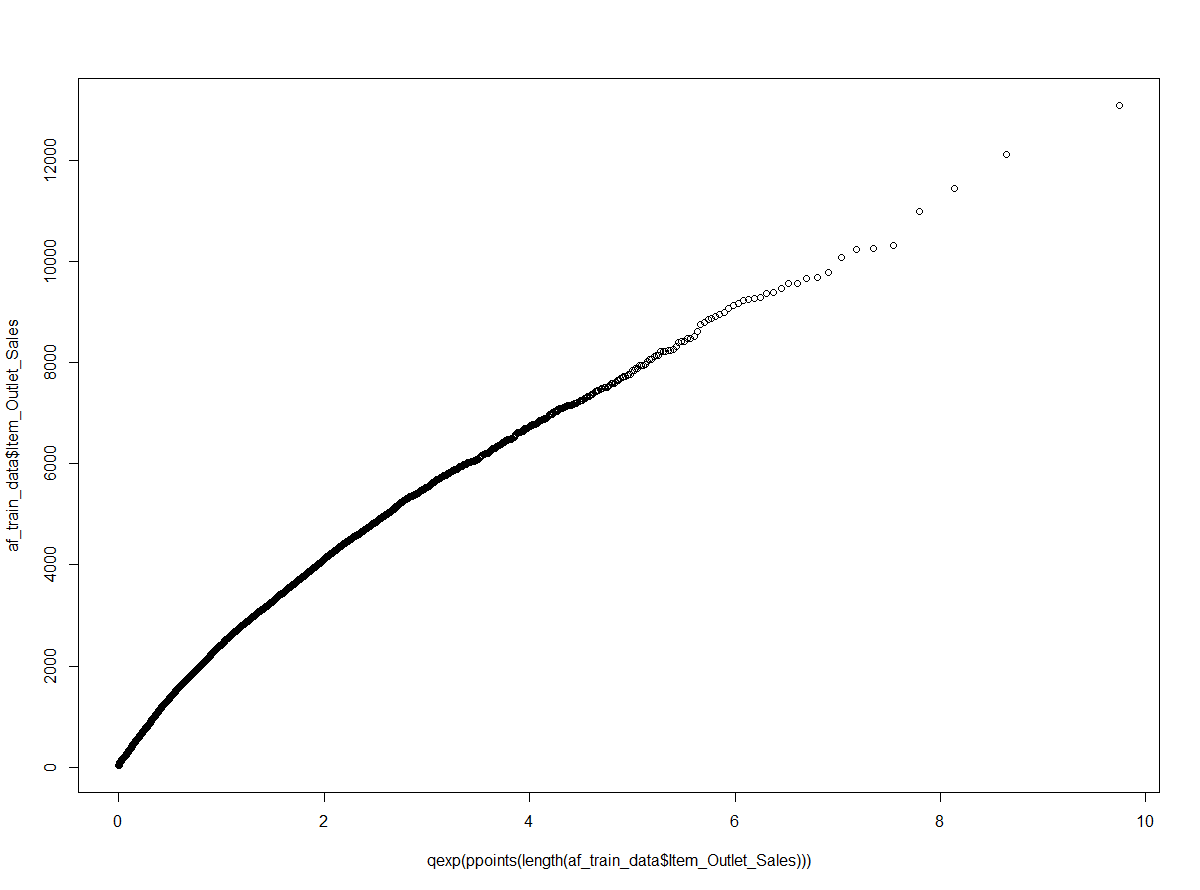 12000
10000
8000
6000
4000
2000
0
af_train_data$Item_Outlet_Sales
0 2 4 6 8 10
qexp(ppoints(length(af_train_data$Item_Outlet_Sales)))